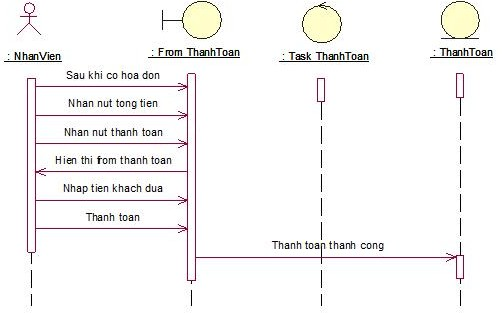 : NhanVien
: From ThanhToan
: Task ThanhToan
: ThanhToan
Sau khi co hoa don
Nhan nut tong tien
Nhan nut thanh toan
Hien thi from thanh toan
Nhap tien khach dua
Thanh toan
Thanh toan thanh cong